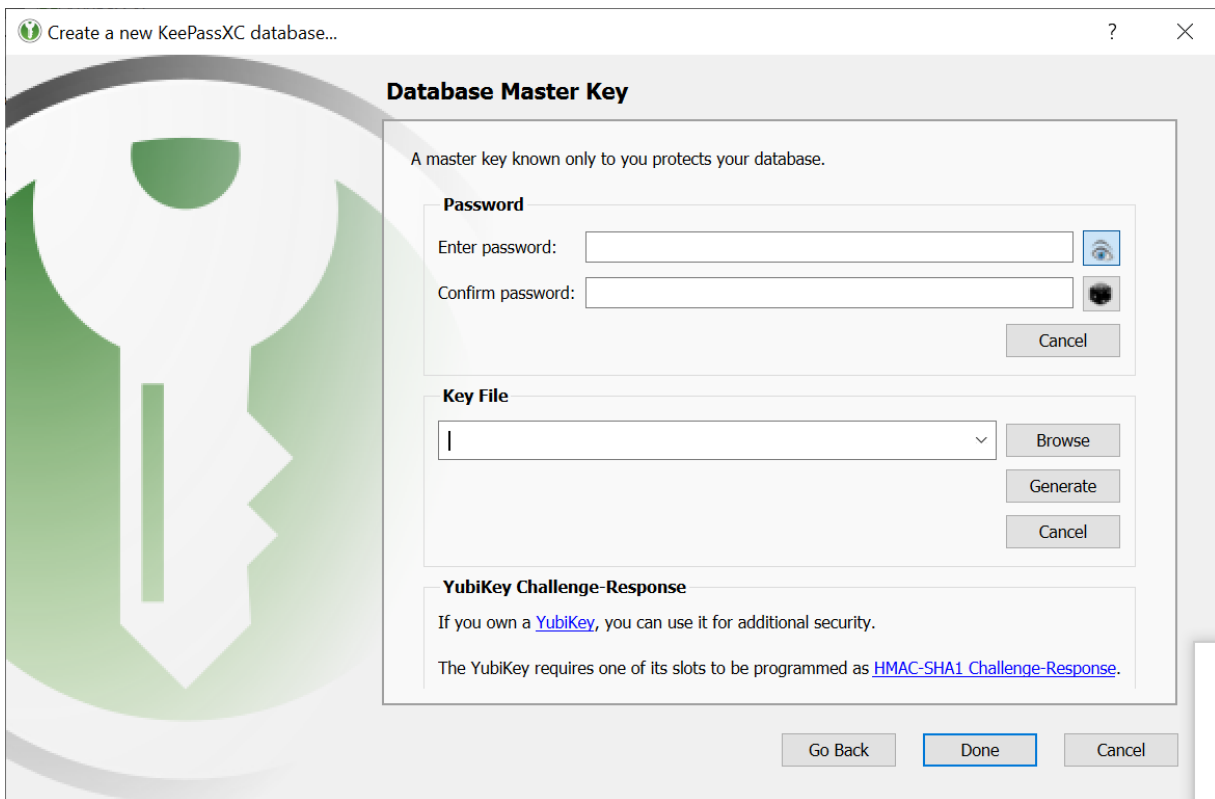 Create a new KeePassXC database...
?
Database Master Key
A master key known only to you protects your database.
Password
Enter password:
Confirm password:
Cancel
Key File
Browse
Generate
Cancel
YubiKey Challenge-Response
If you own a YubiKey, you can use it for additional security.
The YubiKey requires one of its slots to be programmed as HMAC-SHA1 Challenge-Response.
Go Back Done Cancel